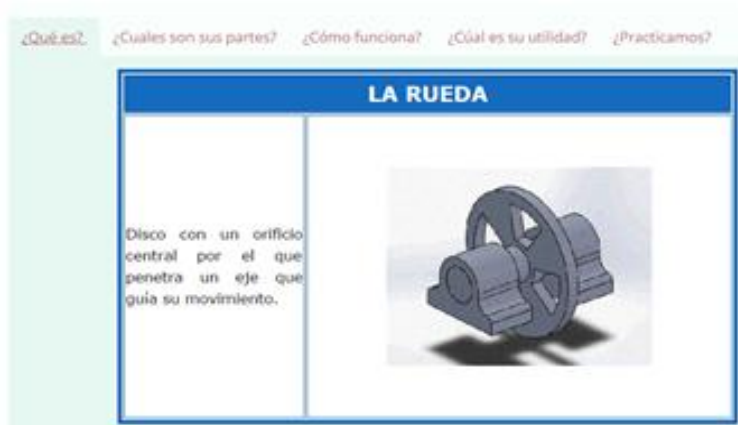 ¿Qué es? ¿Cuales son sus partes? ¿Cómo funciona? ¿Cúal es su utilidad? ¿Practicamos?
LA RUEDA
Disco con un orificio
central por el que
penetra un eje que
guía su movimiento.